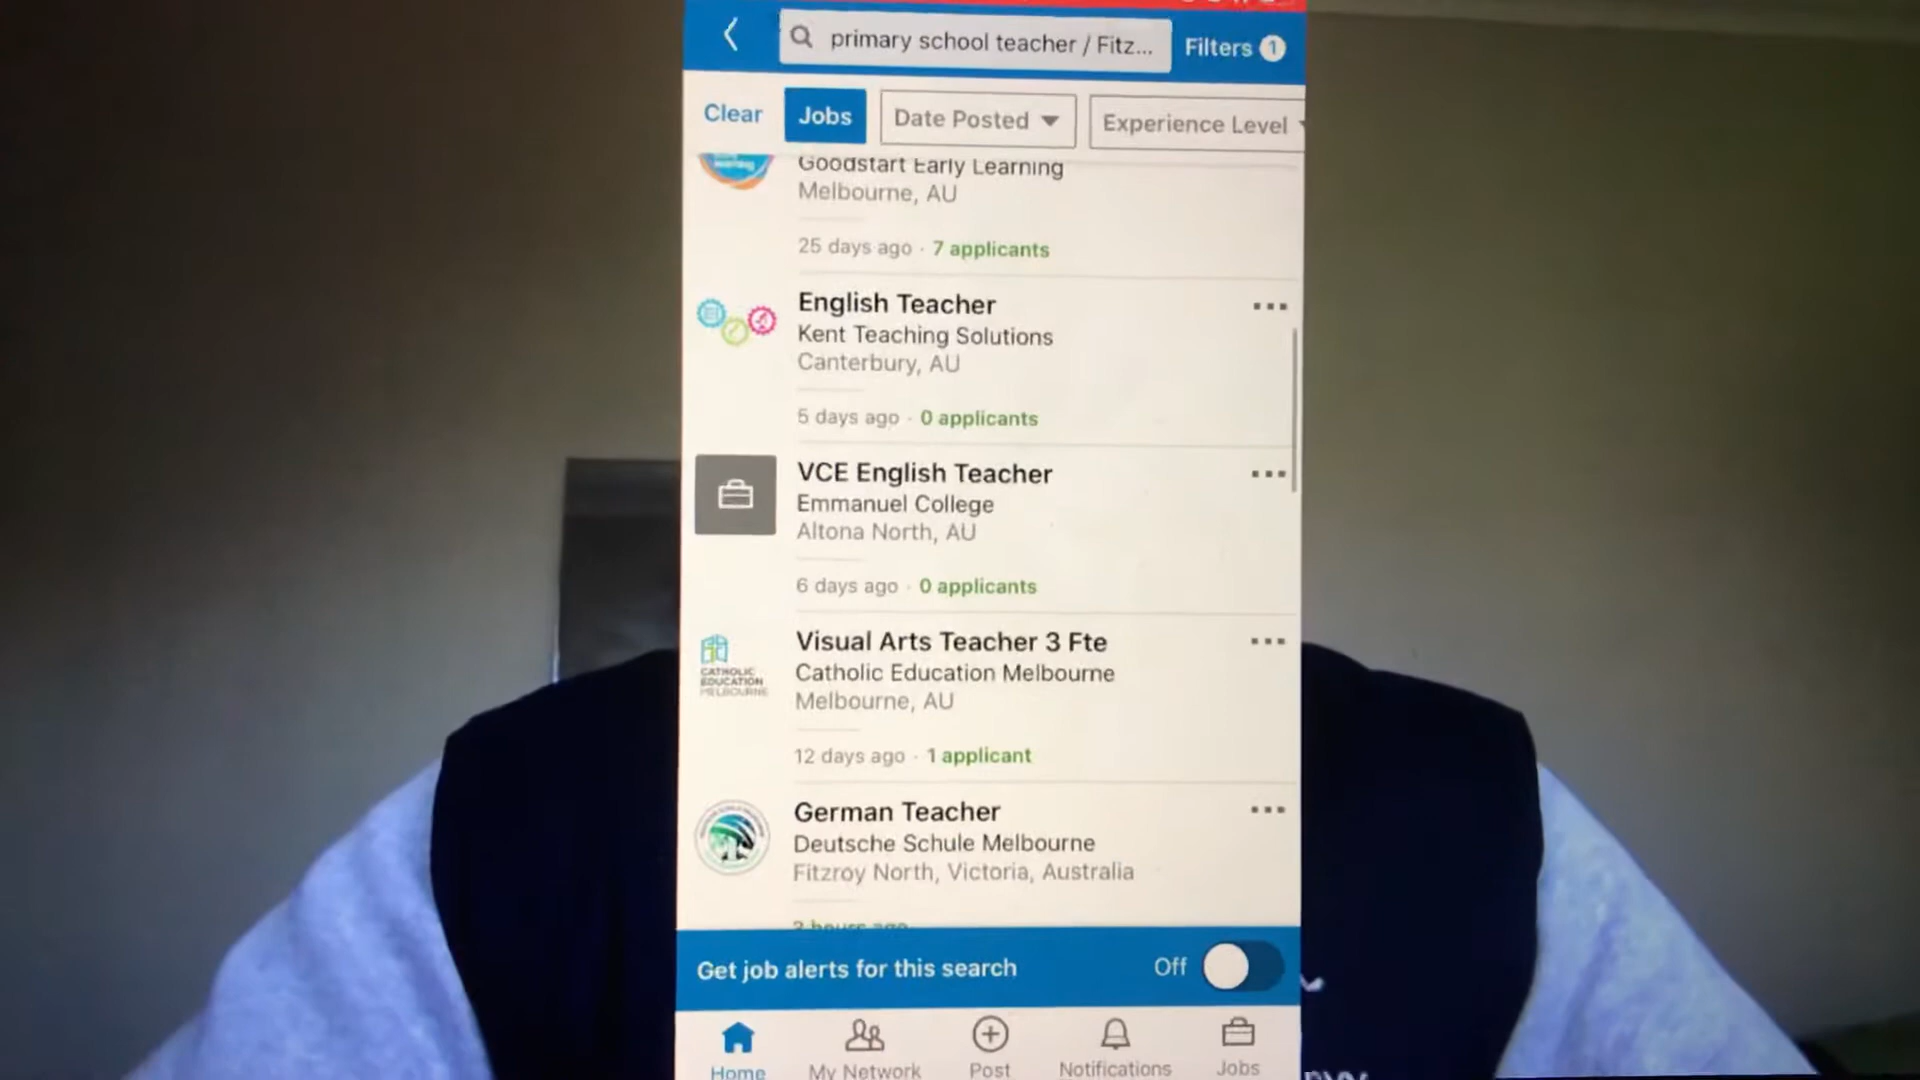 primary school teacher / Fitz...
Filters 1
Clear
Jobs
Date Posted
Experience Level
Goodstart Early Learning
Melbourne, AU
25 days ago · 7 applicants
English Teacher
Kent Teaching Solutions
Canterbury, AU
5 days ago · 0 applicants
VCE English Teacher
Emmanuel College
Altona North, AU
6 days ago · 0 applicants
Visual Arts Teacher 3 Fte
Catholic Education Melbourne
Melbourne, AU
CATHOLIC
EDUCATION
MELBOURNE
12 days ago · 1 applicant
German Teacher
Deutsche Schule Melbourne
Fitzroy North, Victoria, Australia
Get job alerts for this search
Off
Home
My Network
Post
Notifications
Jobs